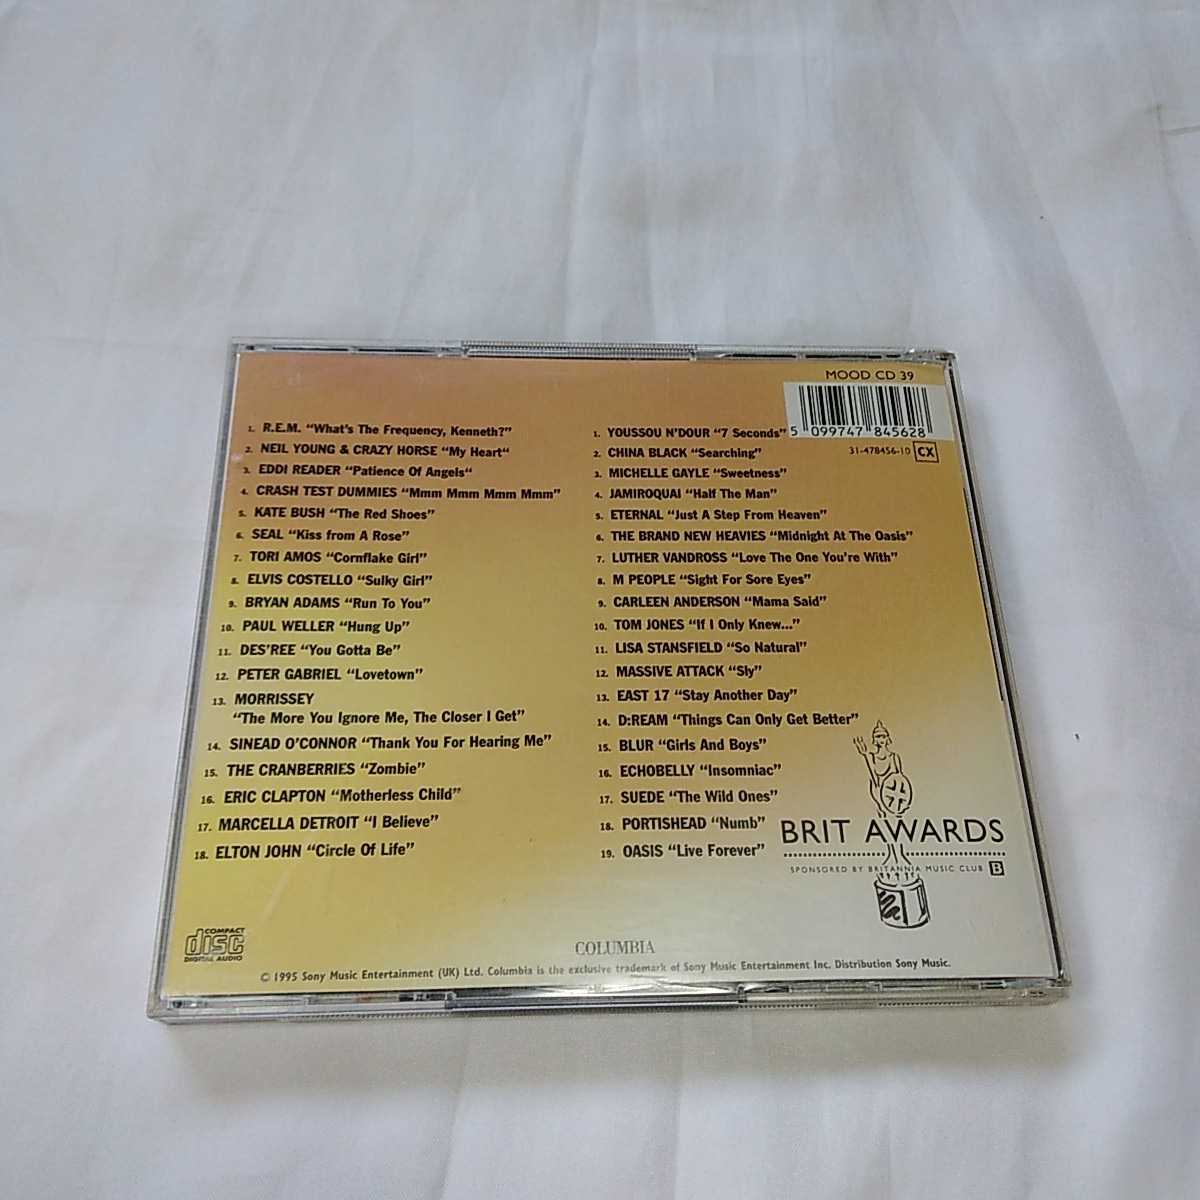 MOOD CD 39
5 099747 845628
31-478456-10 CX
1. R.E.M. “What's The Frequency, Kenneth?”
2. NEIL YOUNG & CRAZY HORSE “My Heart“
3. EDDI READER “Patience Of Angels“
4. CRASH TEST DUMMIES “Mmm Mmm Mmm Mmm”
5. KATE BUSH “The Red Shoes”
6. SEAL “Kiss from A Rose”
7. TORI AMOS “Cornflake Girl”
8. ELVIS COSTELLO “Sulky Girl”
9. BRYAN ADAMS “Run To You”
10. PAUL WELLER “Hung Up”
11. DES'REE “You Gotta Be”
12. PETER GABRIEL “Lovetown”
13. MORRISSEY
“The More You Ignore Me, The Closer I Get”
14. SINEAD O'CONNOR “Thank You For Hearing Me”
15. THE CRANBERRIES “Zombie”
16. ERIC CLAPTON “Motherless Child”
17. MARCELLA DETROIT “I Believe”
18. ELTON JOHN “Circle Of Life”
1. YOUSSOU N'DOUR “7 Seconds”
2. CHINA BLACK “Searching”
3. MICHELLE GAYLE “Sweetness”
4. JAMIROQUAI “Half The Man”
5. ETERNAL “Just A Step From Heaven”
6. THE BRAND NEW HEAVIES “Midnight At The Oasis”
7. LUTHER VANDROSS “Love The One You're With”
8. M PEOPLE “Sight For Sore Eyes”
9. CARLEEN ANDERSON “Mama Said”
10. TOM JONES “If I Only Knew...”
11. LISA STANSFIELD “So Natural”
12. MASSIVE ATTACK “Sly”
13. EAST 17 “Stay Another Day”
14. D:REAM “Things Can Only Get Better”
15. BLUR “Girls And Boys”
16. ECHOBELLY “Insomniac”
17. SUEDE “The Wild Ones”
18. PORTISHEAD “Numb”
19. OASIS “Live Forever”
BRIT AWARDS
SPONSORED BY BRITANNIA MUSIC CLUB B
COMPACT
disc
DIGITAL AUDIO
COLUMBIA
© 1995 Sony Music Entertainment (UK) Ltd. Columbia is the exclusive trademark of Sony Music Entertainment Inc. Distribution Sony Music.